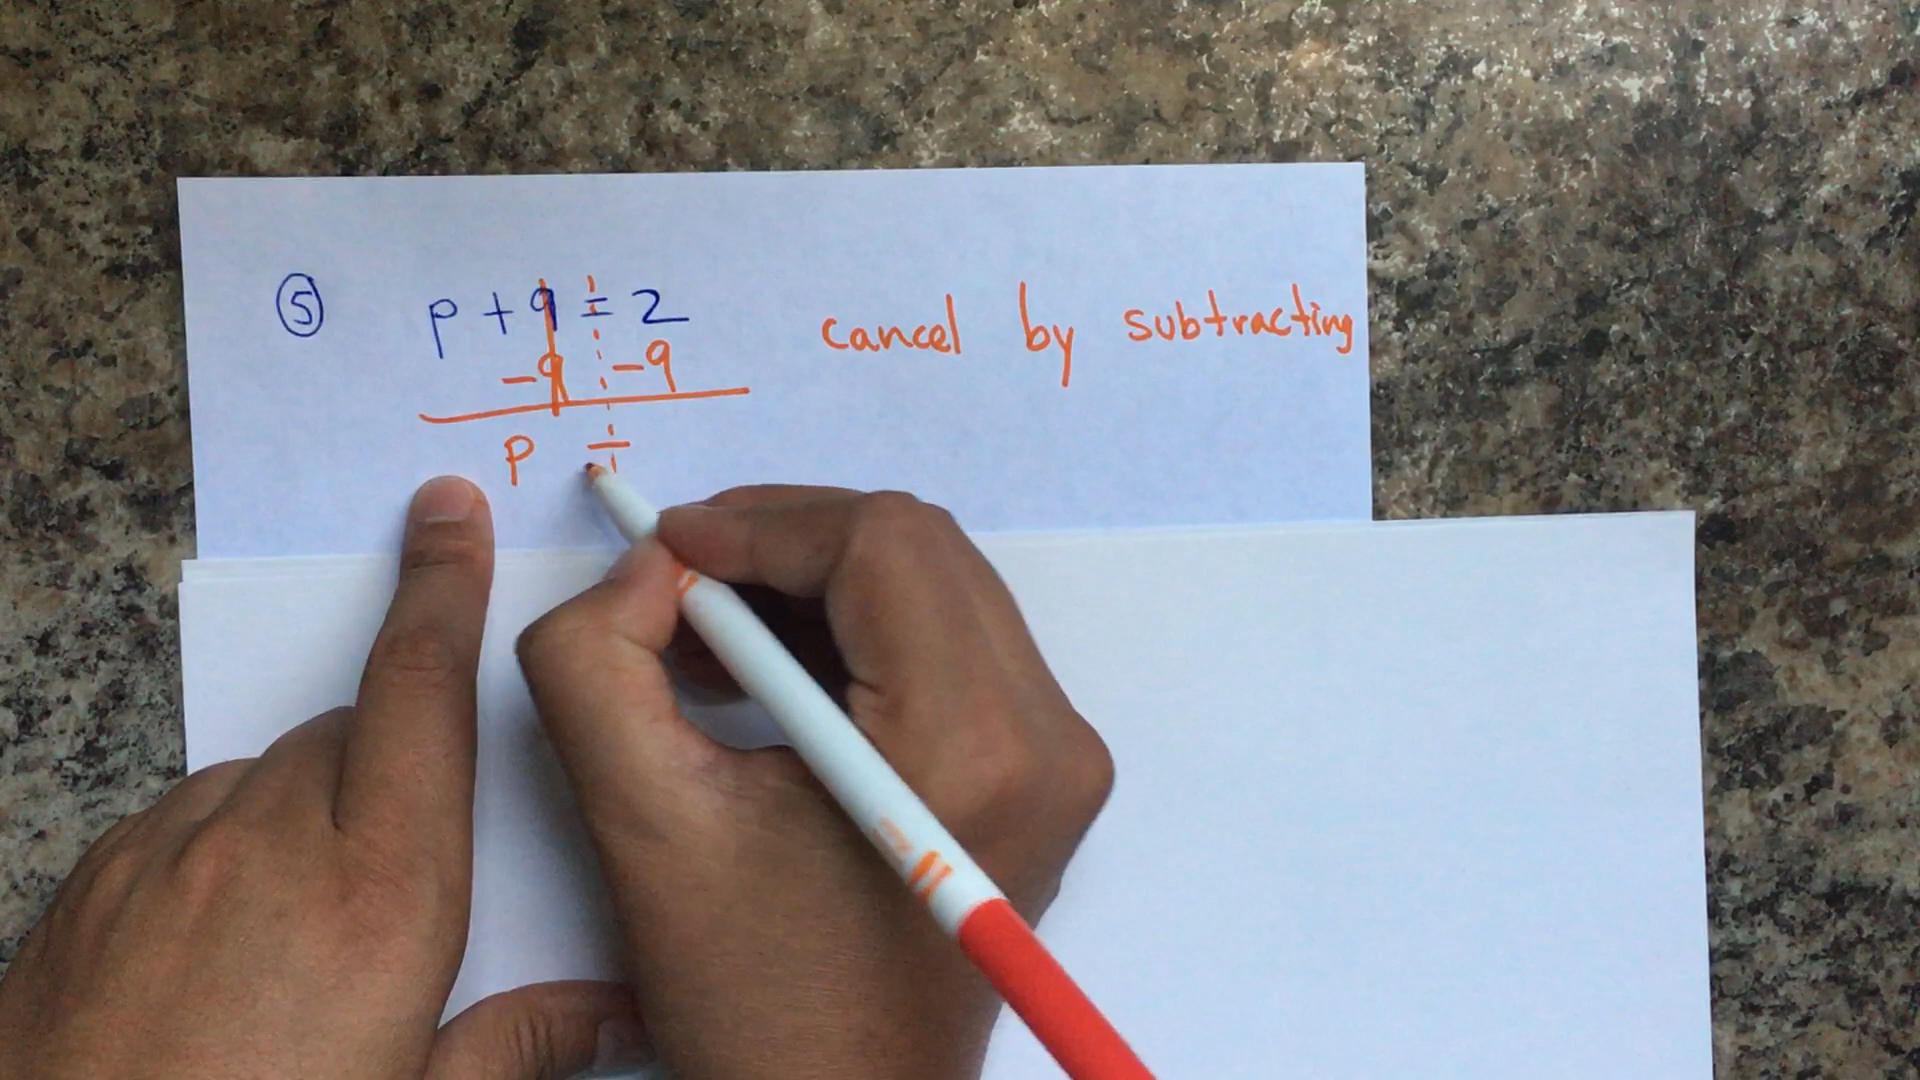 ⑤ p + 9 = 2 cancel by subtracting
-9 -9
p =